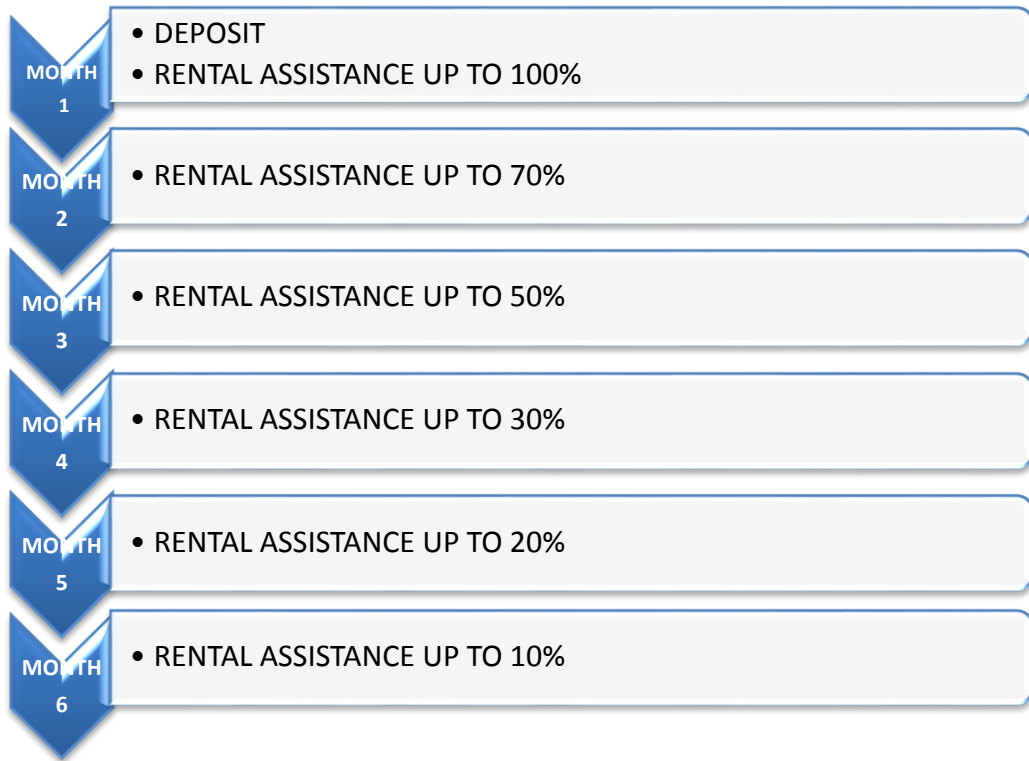 MONTH
1
• DEPOSIT
• RENTAL ASSISTANCE UP TO 100%
MONTH
2
• RENTAL ASSISTANCE UP TO 70%
MONTH
3
• RENTAL ASSISTANCE UP TO 50%
MONTH
4
• RENTAL ASSISTANCE UP TO 30%
MONTH
5
• RENTAL ASSISTANCE UP TO 20%
MONTH
6
• RENTAL ASSISTANCE UP TO 10%